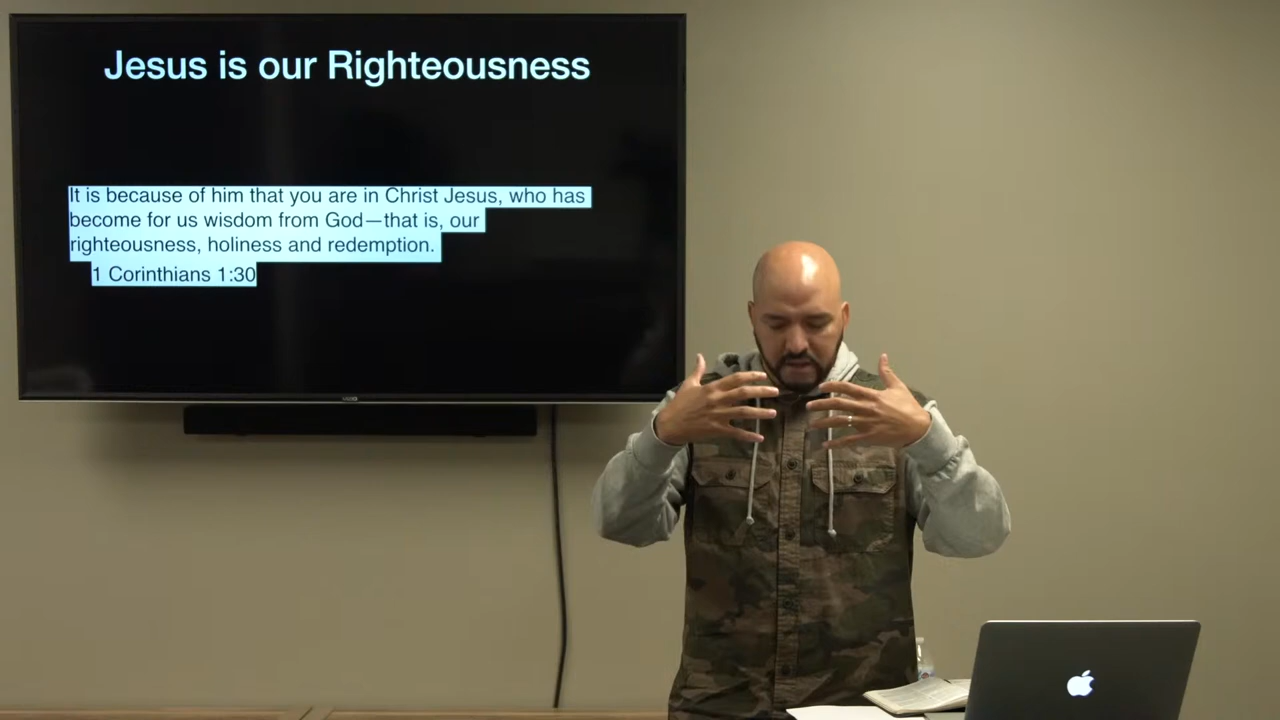 Jesus is our Righteousness
It is because of him that you are in Christ Jesus, who has
become for us wisdom from God—that is, our
righteousness, holiness and redemption.
1 Corinthians 1:30